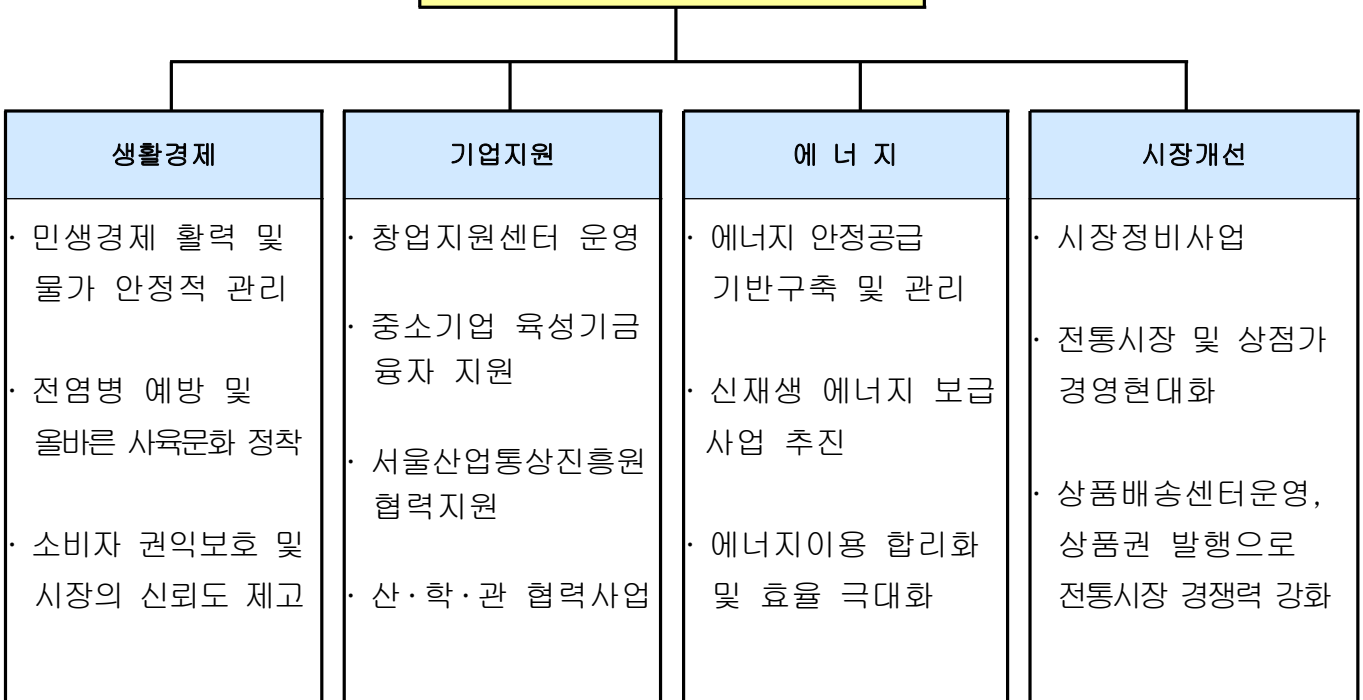 생활경제
· 민생경제 활력 및
물가 안정적 관리
· 전염병 예방 및
올바른 사육문화 정착
· 소비자 권익보호 및
시장의 신뢰도 제고
기업지원
· 창업지원센터 운영
· 중소기업 육성기금
융자 지원
· 서울산업통상진흥원
협력지원
· 산·학·관 협력사업
에 너 지
· 에너지 안정공급
기반구축 및 관리
· 신재생 에너지 보급
사업 추진
· 에너지이용 합리화
및 효율 극대화
시장개선
· 시장정비사업
· 전통시장 및 상점가
경영현대화
· 상품배송센터운영,
상품권 발행으로
전통시장 경쟁력 강화